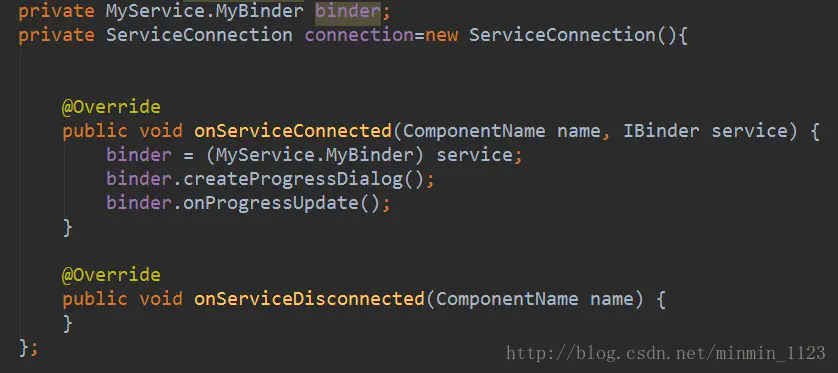 private MyService.MyBinder binder;
private ServiceConnection connection=new ServiceConnection(){
@Override
public void onServiceConnected(ComponentName name, IBinder service) {
binder = (MyService.MyBinder) service;
binder.createProgressDialog();
binder.onProgressUpdate();
}
@Override
public void onServiceDisconnected(ComponentName name) {
}
};
http://blog.csdn.net/minmin_1123